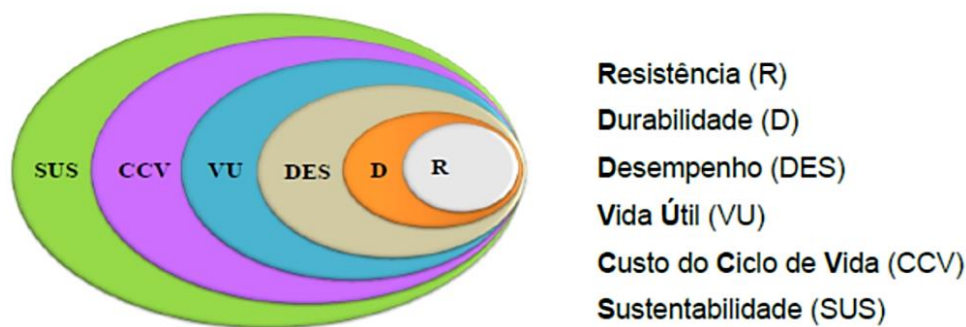 SUS CCV VU DES D R
Resistência (R)
Durabilidade (D)
Desempenho (DES)
Vida Útil (VU)
Custo do Ciclo de Vida (CCV)
Sustentabilidade (SUS)